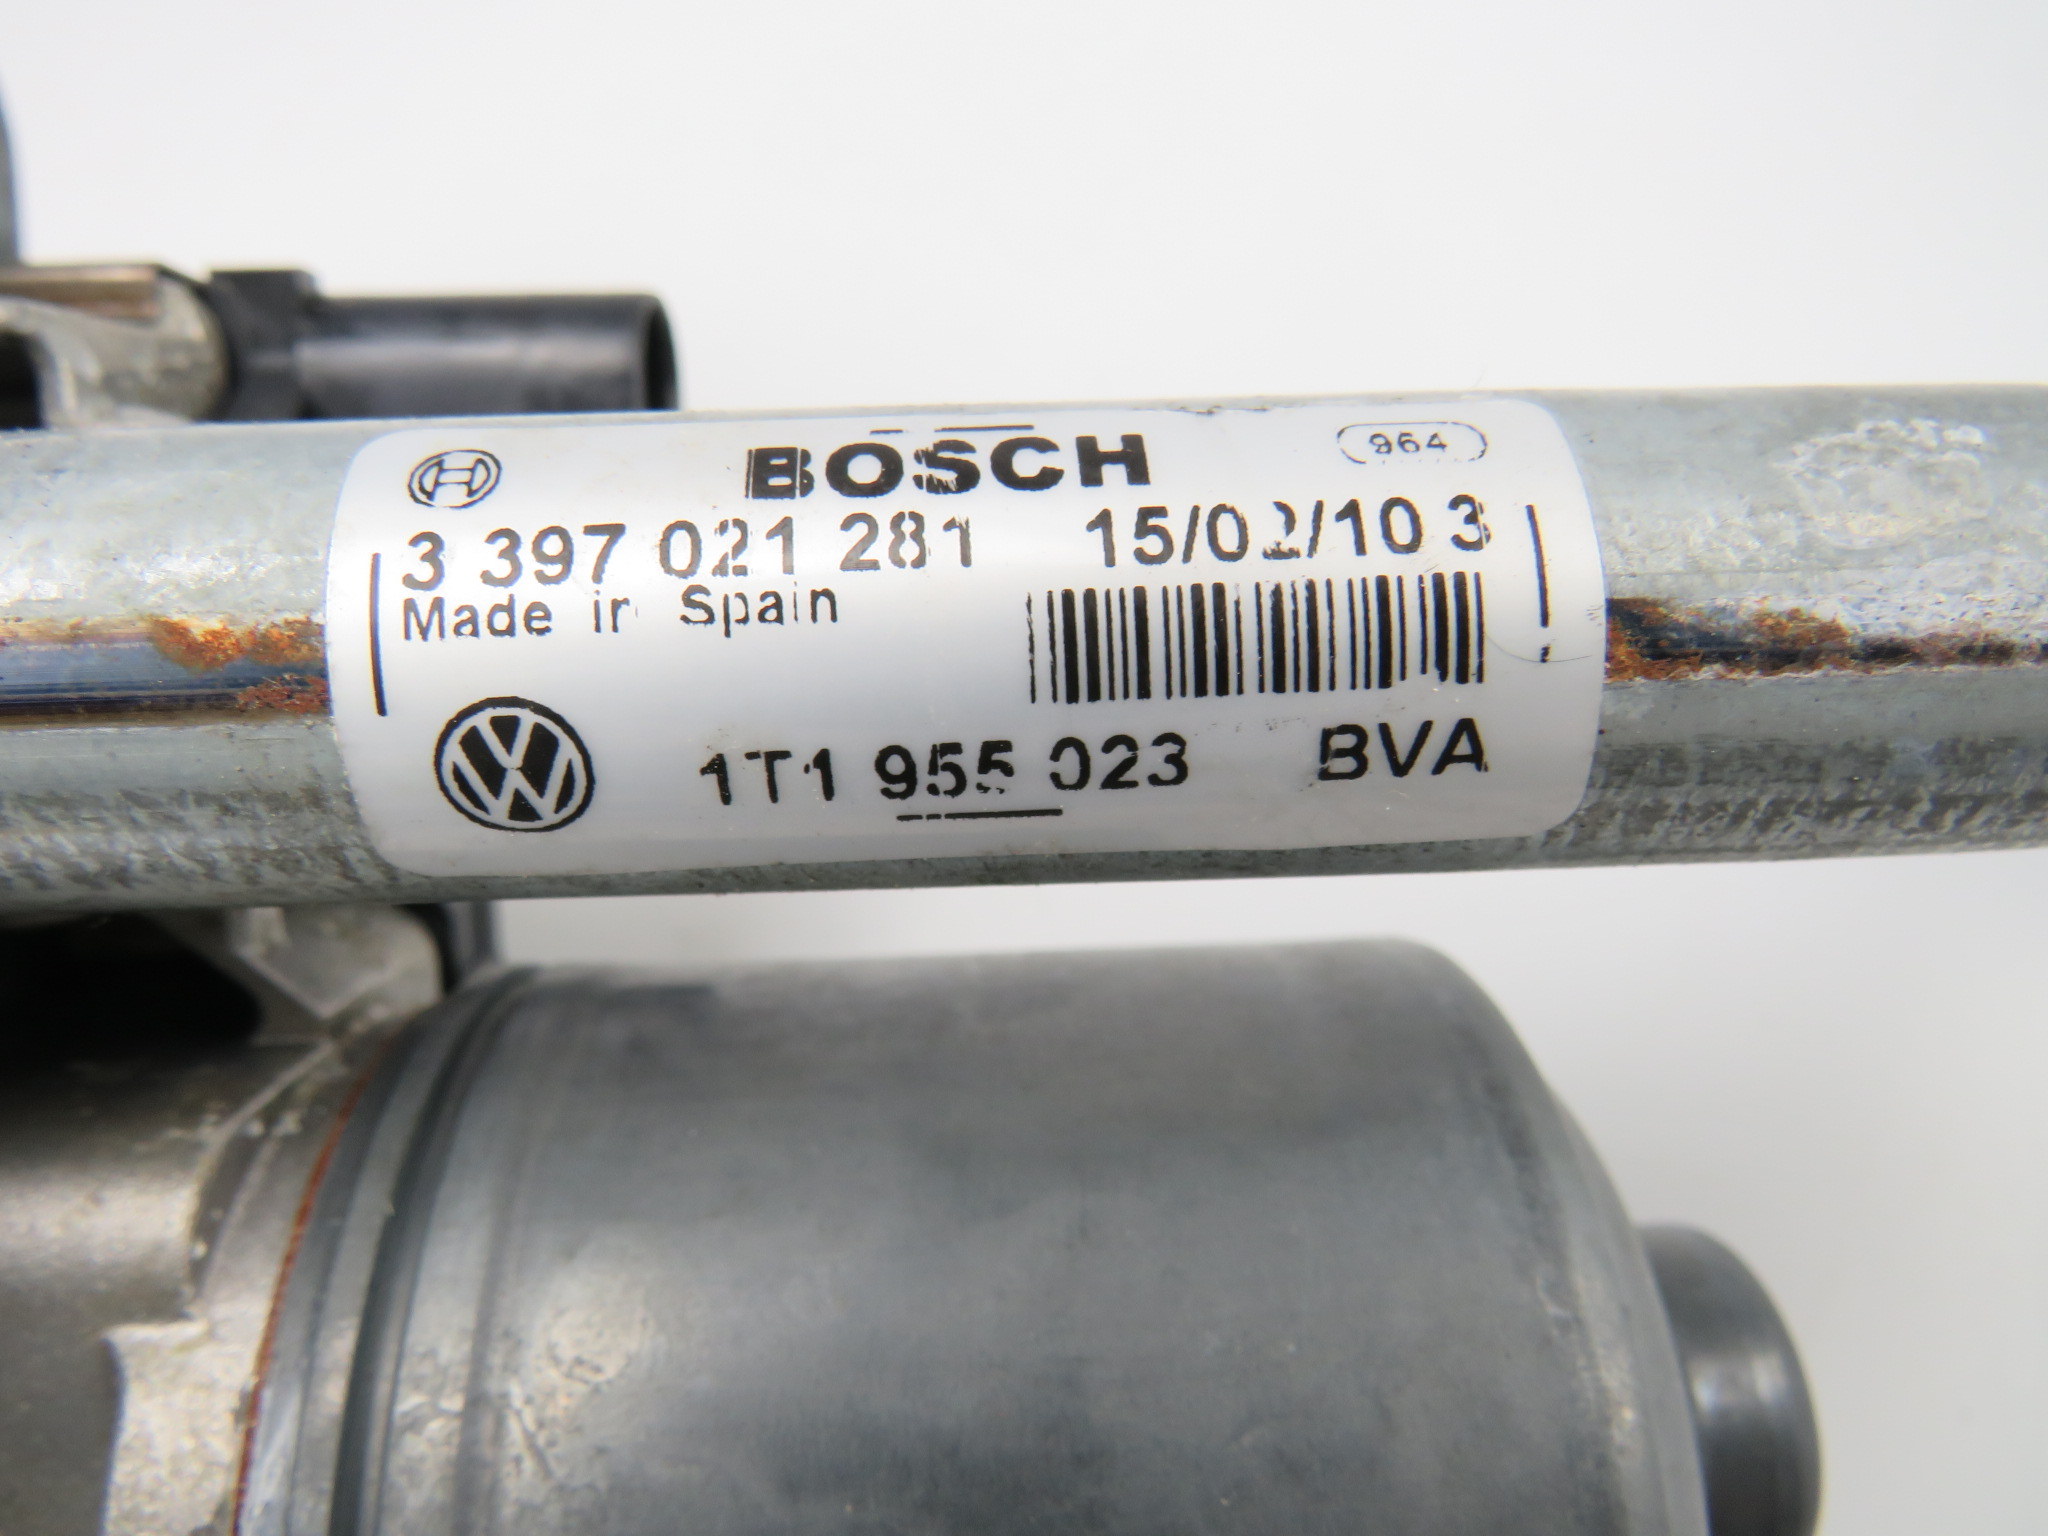 BOSCH 964
3 397 021 281 15/02/10 3
Made in Spain
1T1 955 023 BVA